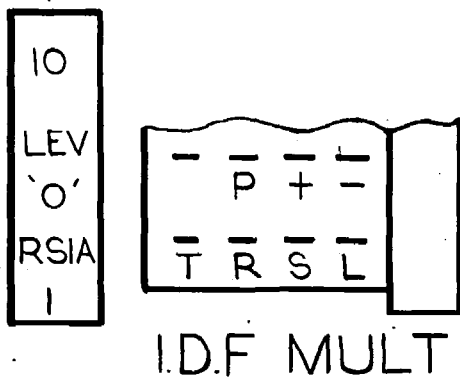 10
LEV
'O'
RSIA
1
P + -
T R S L
I.D.F MULT